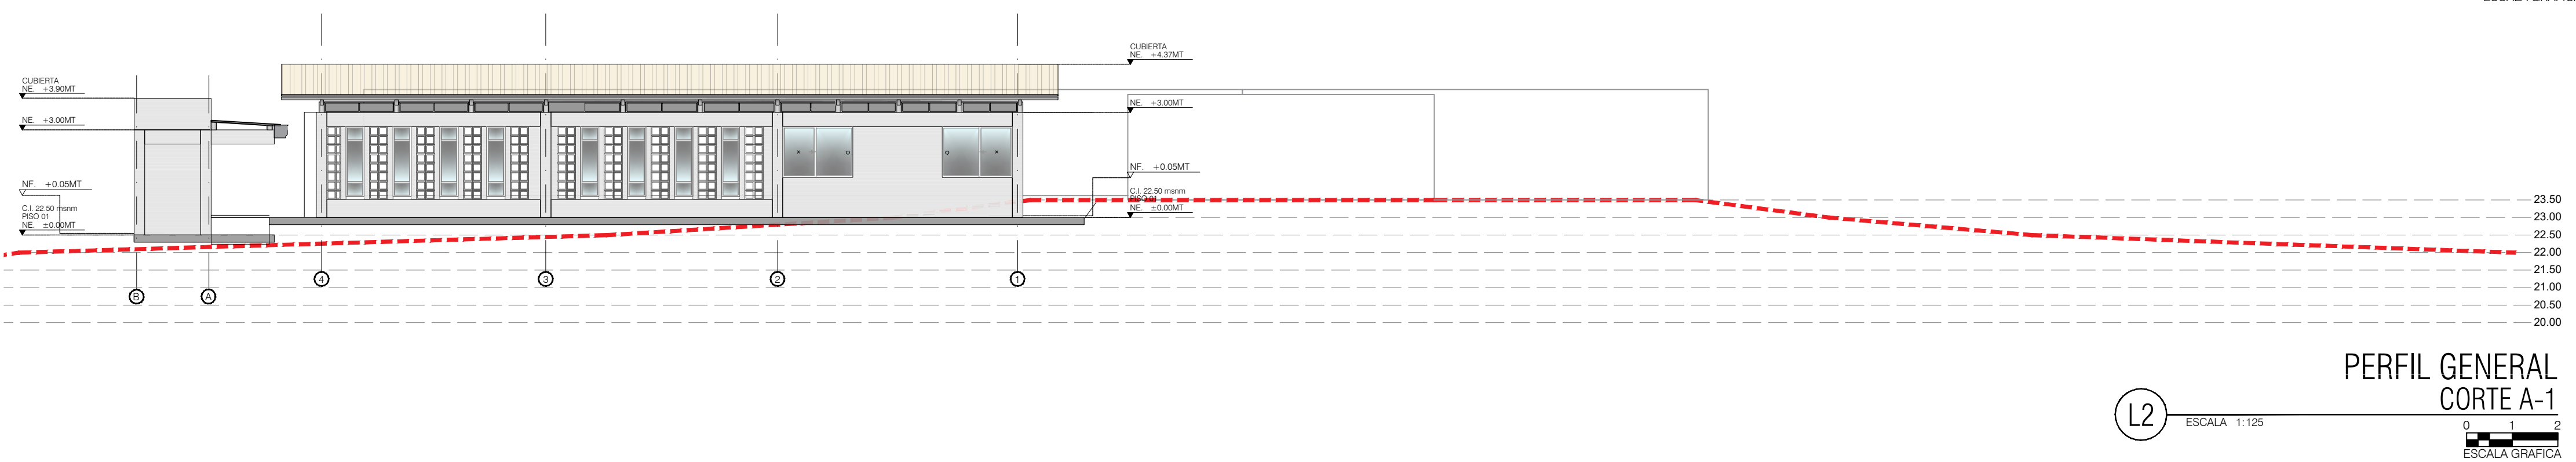 CUBIERTA
NE. +3.90MT
NE. +3.00MT
NF. +0.05MT
C.I. 22.50 msnm
PISO 01
NE. ±0.00MT
CUBIERTA
NE. +4.37MT
NE. +3.00MT
NF. +0.05MT
C.I. 22.50 msnm
PISO 01
NE. ±0.00MT
B
A
4
3
2
1
23.50
23.00
22.50
22.00
21.50
21.00
20.50
20.00
PERFIL GENERAL
CORTE A-1
L2
ESCALA 1:125
0 1 2
ESCALA GRAFICA